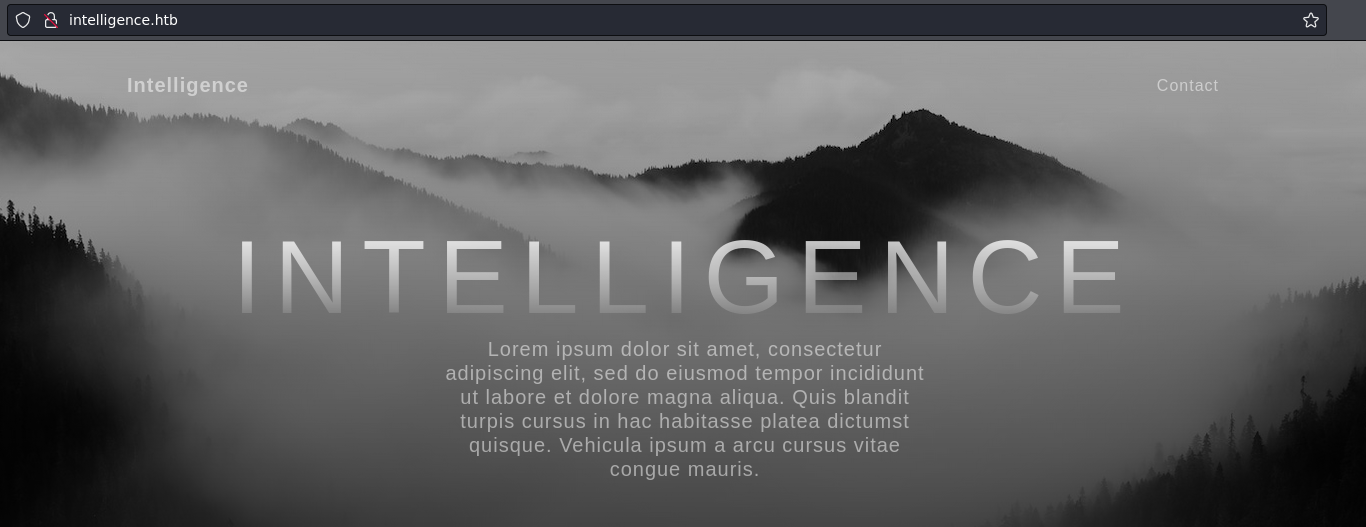 intelligence.htb
Intelligence
Contact
INTELLIGENCE
Lorem ipsum dolor sit amet, consectetur
adipiscing elit, sed do eiusmod tempor incididunt
ut labore et dolore magna aliqua. Quis blandit
turpis cursus in hac habitasse platea dictumst
quisque. Vehicula ipsum a arcu cursus vitae
congue mauris.